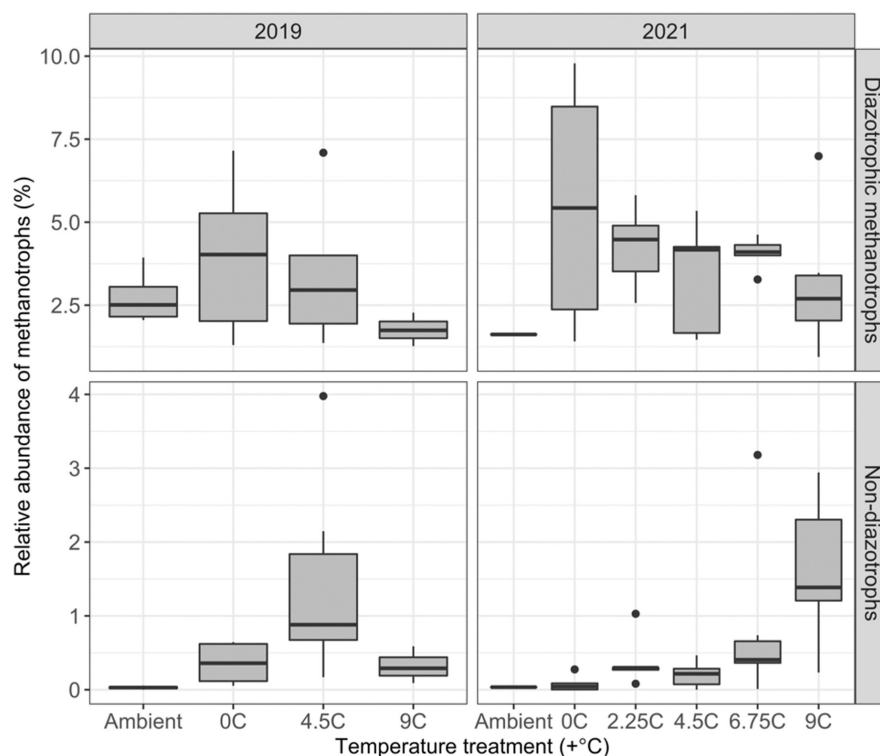 2019
2021
Relative abundance of methanotrophs (%)
10.0
7.5
5.0
2.5
Diazotrophic methanotrophs
4
3
2
1
0
Non-diazotrophs
Ambient 0C 4.5C 9C
Ambient 0C 2.25C 4.5C 6.75C 9C
Temperature treatment (+°C)